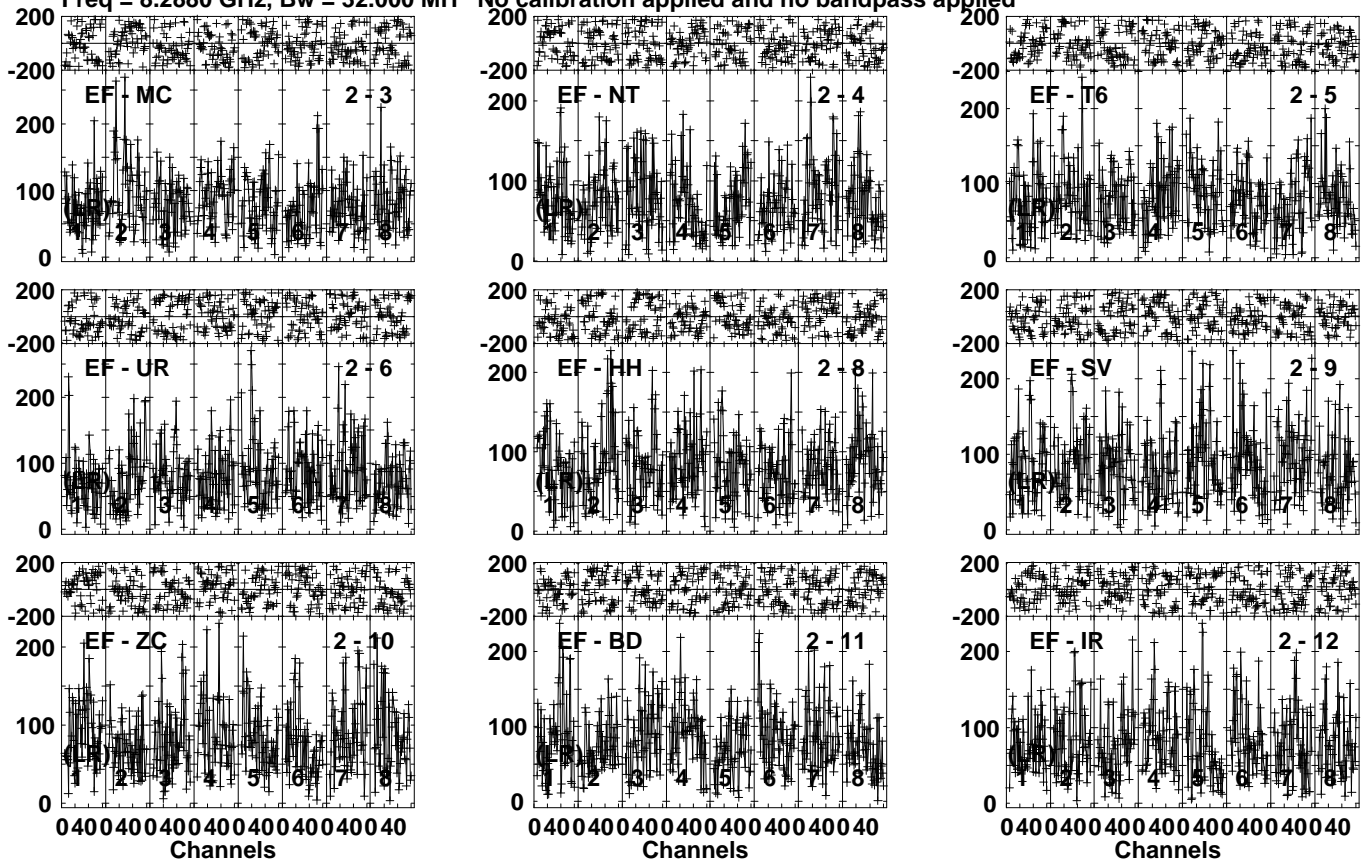 Freq = 8.2880 GHz, Bw = 32.000 MH No calibration applied and no bandpass applied
200
-200
EF - MC 2 - 3
200
100
0
(LR)
1 2 3 4 5 6 7 8
200
-200
EF - NT 2 - 4
200
100
0
(LR)
1 2 3 4 5 6 7 8
200
-200
EF - T6 2 - 5
200
100
0
(LR)
1 2 3 4 5 6 7 8
200
-200
EF - UR 2 - 6
200
100
0
(LR)
1 2 3 4 5 6 7 8
200
-200
EF - HH 2 - 8
200
100
0
(LR)
1 2 3 4 5 6 7 8
200
-200
EF - SV 2 - 9
200
100
0
(LR)
1 2 3 4 5 6 7 8
200
-200
EF - ZC 2 - 10
200
100
0
(LR)
1 2 3 4 5 6 7 8
0 40 0 40 0 40 0 40 0 40 0 40 0 40 0 40
Channels
200
-200
EF - BD 2 - 11
200
100
0
(LR)
1 2 3 4 5 6 7 8
0 40 0 40 0 40 0 40 0 40 0 40 0 40 0 40
Channels
200
-200
EF - IR 2 - 12
200
100
0
(LR)
1 2 3 4 5 6 7 8
0 40 0 40 0 40 0 40 0 40 0 40 0 40 0 40
Channels